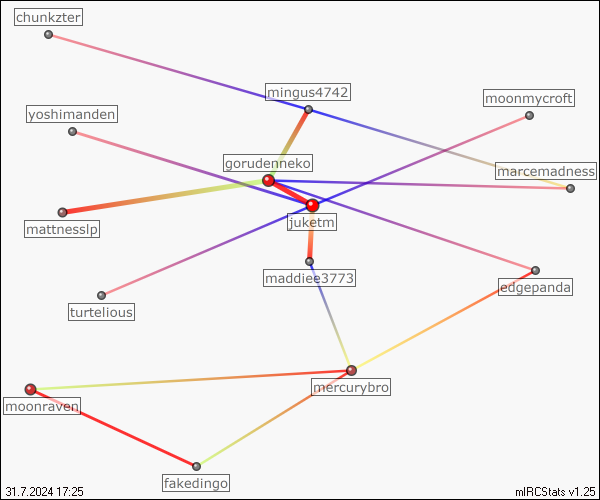 chunkzter
mingus4742
moonmycroft
yoshimanden
gorudenneko
marcemadness
juketm
mattnesslp
maddiee3773
edgepanda
turtelious
mercurybro
moonraven
fakedingo
31.7.2024 17:25
mIRCStats v1.25